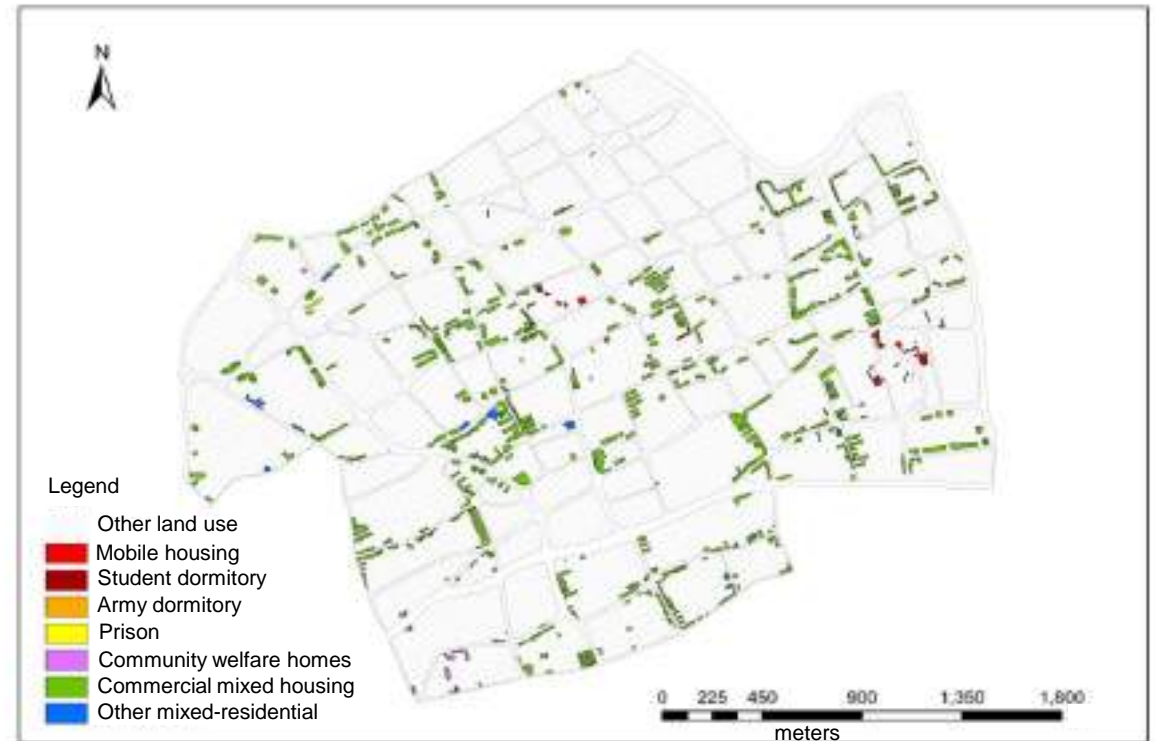 N
Legend
Other land use
Mobile housing
Student dormitory
Army dormitory
Prison
Community welfare homes
Commercial mixed housing
Other mixed-residential
0 225 450 900 1,350 1,800
meters